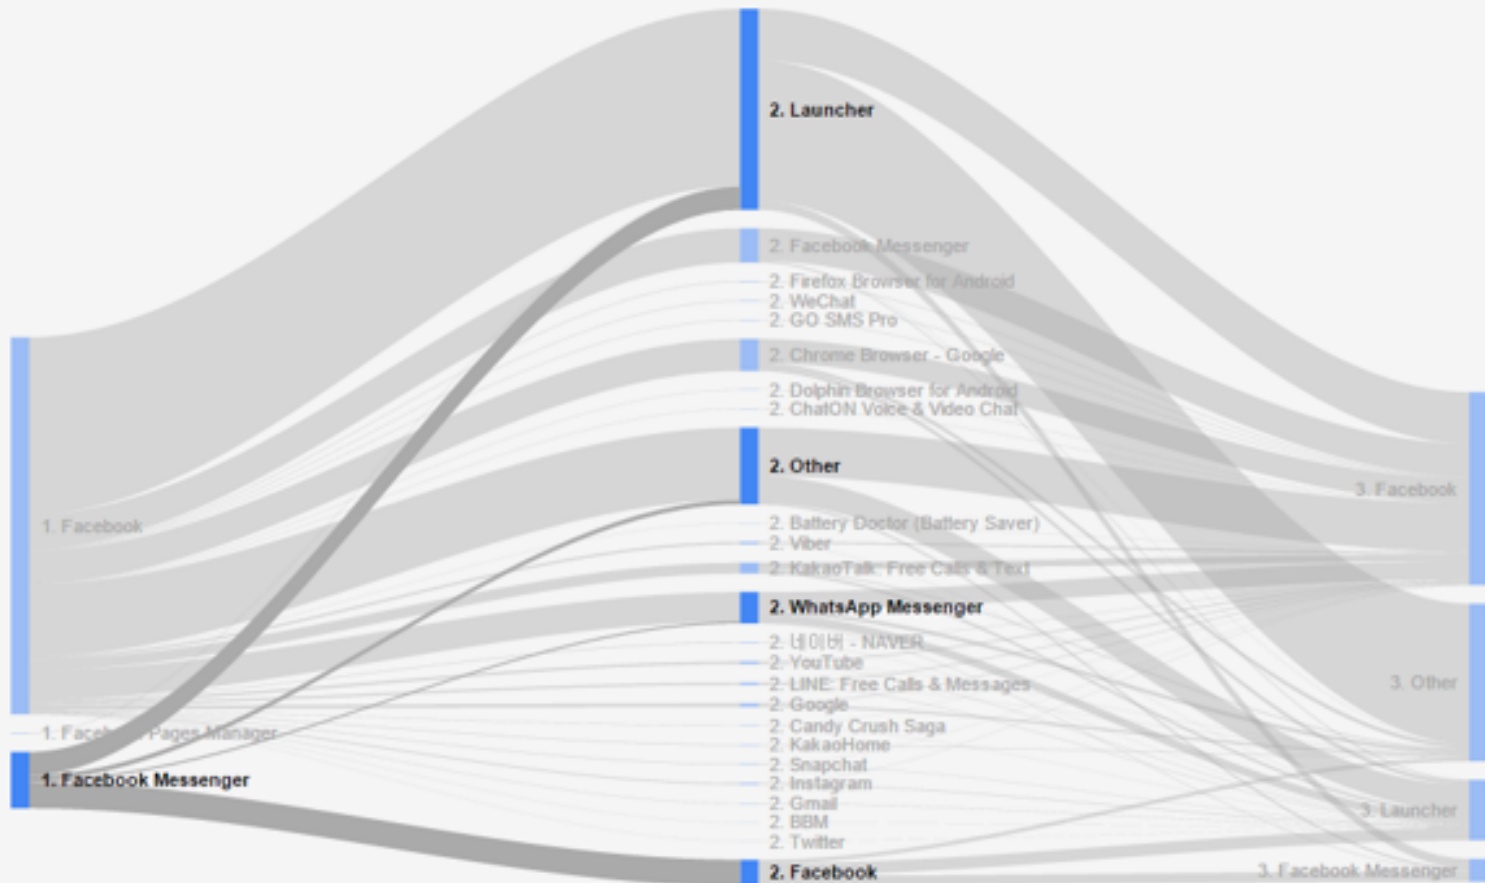 2. Launcher
2. Facebook Messenger
2. Firefox Browser for Android
2. WeChat
2. GO SMS Pro
2. Chrome Browser - Google
2. Dolphin Browser for Android
2. ChatON Voice & Video Chat
2. Other
3. Facebook
1. Facebook
2. Battery Doctor (Battery Saver)
2. Viber
2. KakaoTalk: Free Calls & Text
2. WhatsApp Messenger
2. 네이버 - NAVER
2. YouTube
2. LINE: Free Calls & Messages
3. Other
2. Google
2. Candy Crush Saga
1. Facebook Pages Manager
2. KakaoHome
2. Snapchat
1. Facebook Messenger
2. Instagram
2. Gmail
3. Launcher
2. BBM
2. Twitter
2. Facebook
3. Facebook Messenger